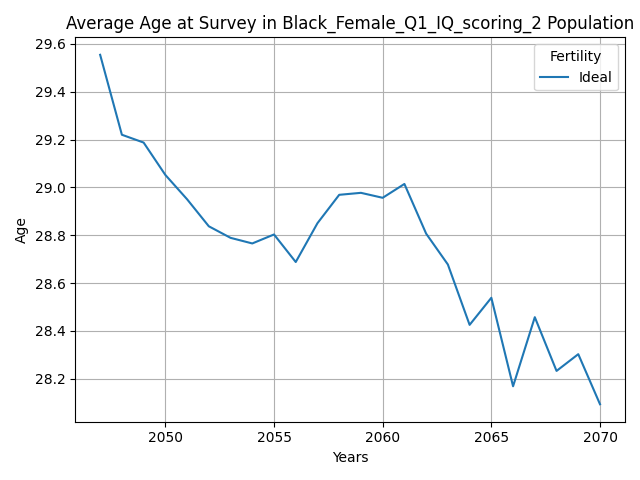 Average Age at Survey in Black_Female_Q1_IQ_scoring_2 Population
29.6
29.4
29.2
29.0
28.8
28.6
28.4
28.2
Age
Fertility
Ideal
2050 2055 2060 2065 2070
Years